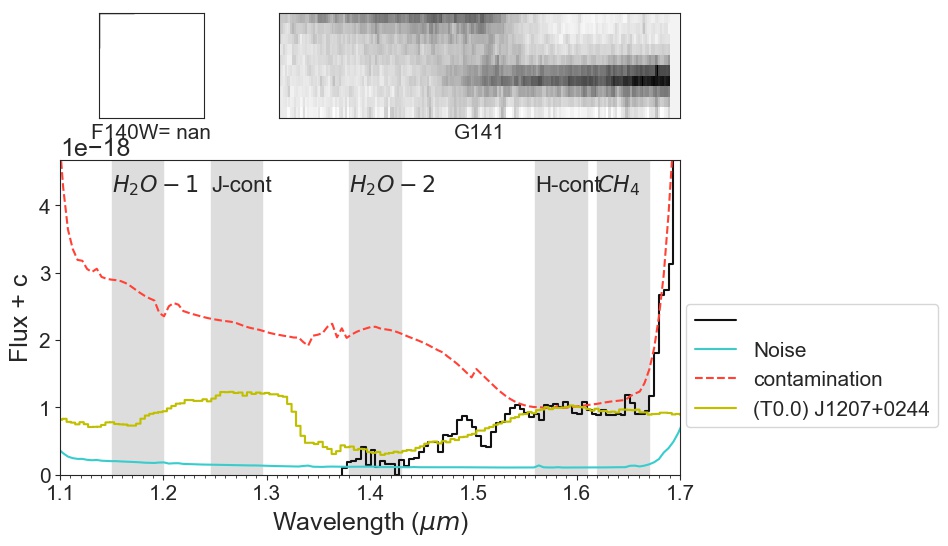 F140W= nan
G141
1e−18
H₂O − 1 J-cont H₂O − 2 H-cont CH₄
4
3
2
1
0
Flux + c
1.1 1.2 1.3 1.4 1.5 1.6 1.7
Wavelength (μm)
Noise
contamination
(T0.0) J1207+0244